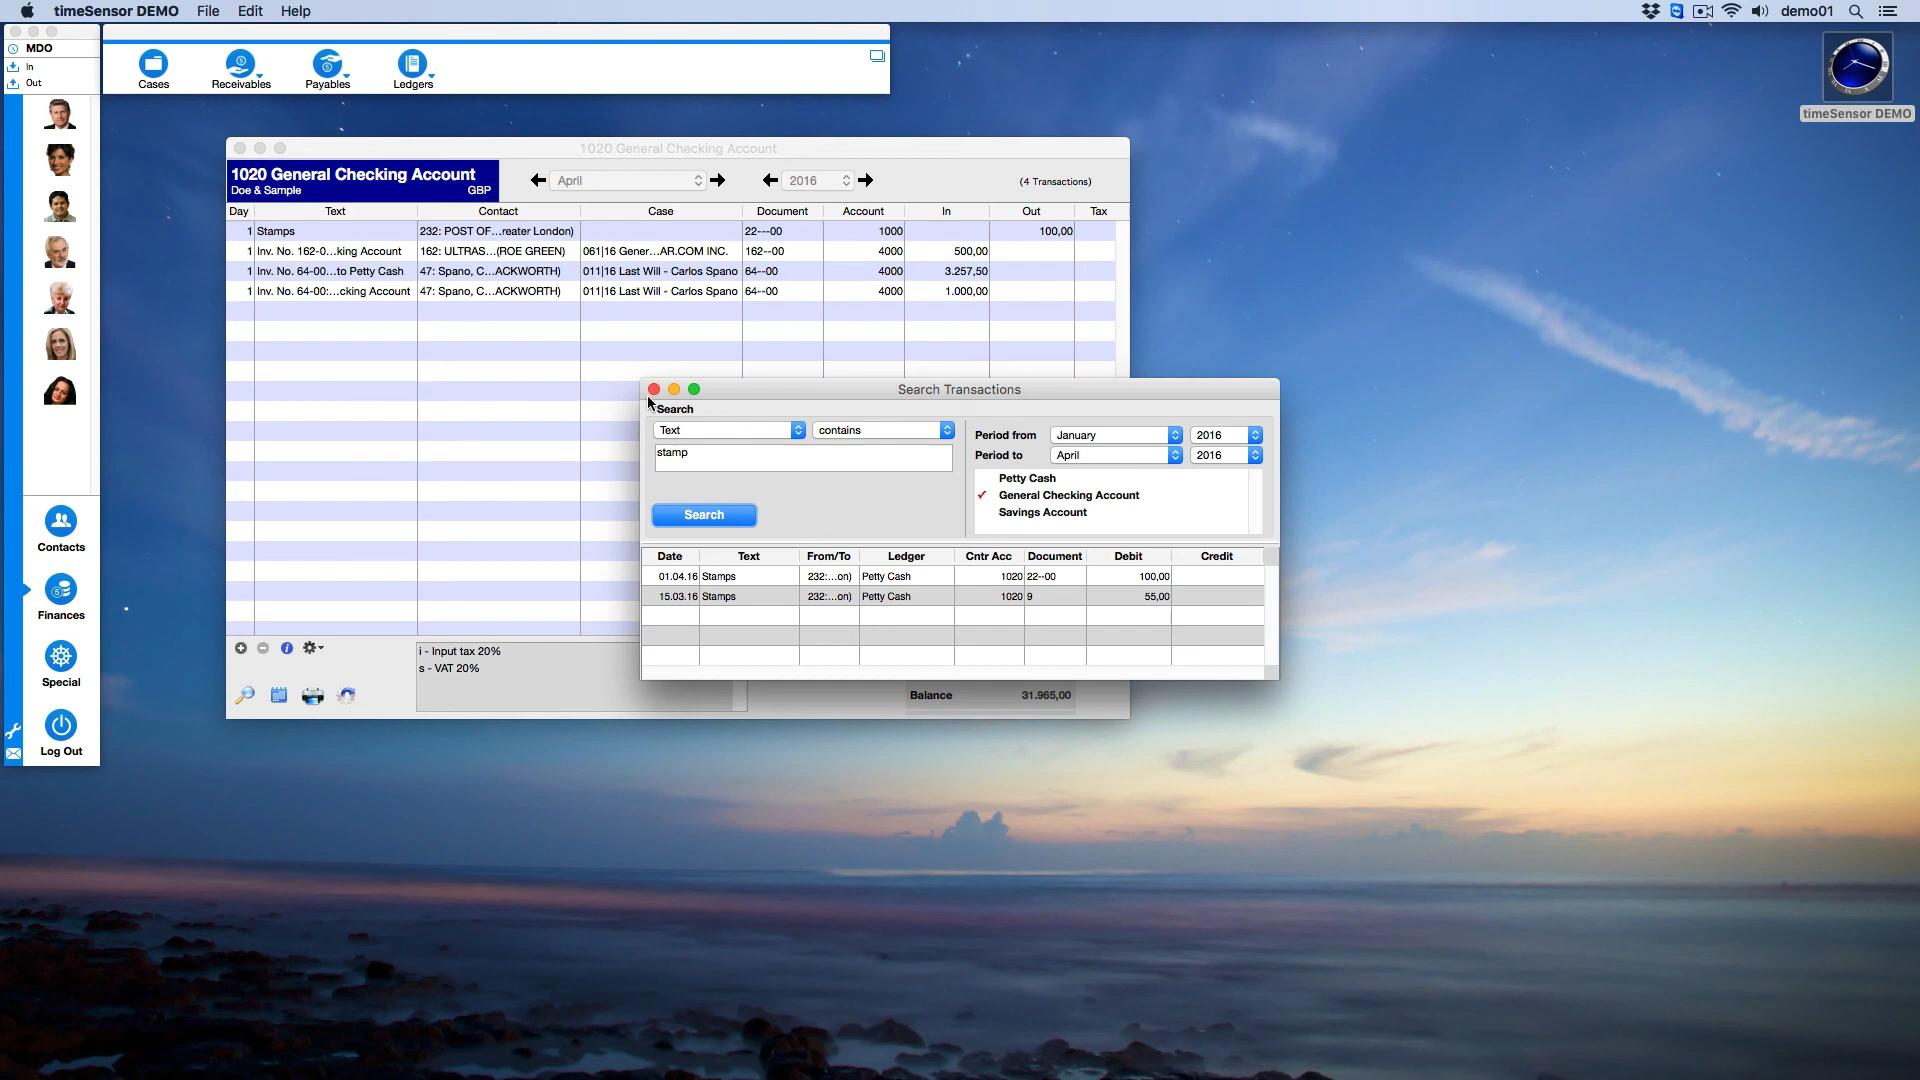 timeSensor DEMO File Edit Help demo01
MDO
In
Out
Cases Receivables Payables Ledgers
timeSensor DEMO
1020 General Checking Account
1020 General Checking Account
Doe & Sample GBP
April 2016 (4 Transactions)
Day Text Contact Case Document Account In Out Tax
1 Stamps 232: POST OF...reater London) 22---00 1000 100,00
1 Inv. No. 162-0...king Account 162: ULTRAS...(ROE GREEN) 061|16 Gener...AR.COM INC. 162--00 4000 500,00
1 Inv. No. 64-00...to Petty Cash 47: Spano, C...ACKWORTH) 011|16 Last Will - Carlos Spano 64--00 4000 3.257,50
1 Inv. No. 64-00:...cking Account 47: Spano, C...ACKWORTH) 011|16 Last Will - Carlos Spano 64--00 4000 1.000,00
Search Transactions
Search
Text contains
stamp
Search
Period from January 2016
Period to April 2016
Petty Cash
✓ General Checking Account
Savings Account
Date Text From/To Ledger Cntr Acc Document Debit Credit
01.04.16 Stamps 232:...on) Petty Cash 1020 22--00 100,00
15.03.16 Stamps 232:...on) Petty Cash 1020 9 55,00
i - Input tax 20%
s - VAT 20%
Balance 31.965,00
Contacts
Finances
Special
Log Out